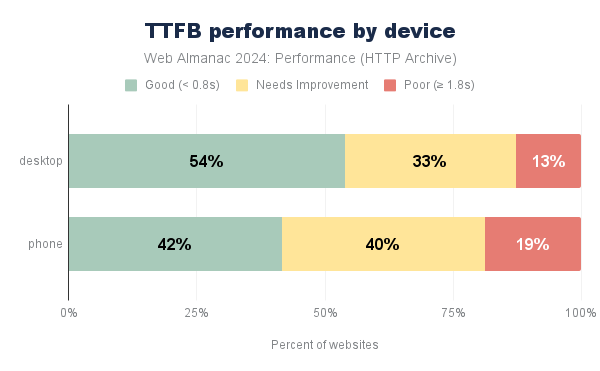 TTFB performance by device
Web Almanac 2024: Performance (HTTP Archive)
Good (< 0.8s) Needs Improvement Poor (≥ 1.8s)
desktop 54% 33% 13%
phone 42% 40% 19%
0% 25% 50% 75% 100%
Percent of websites